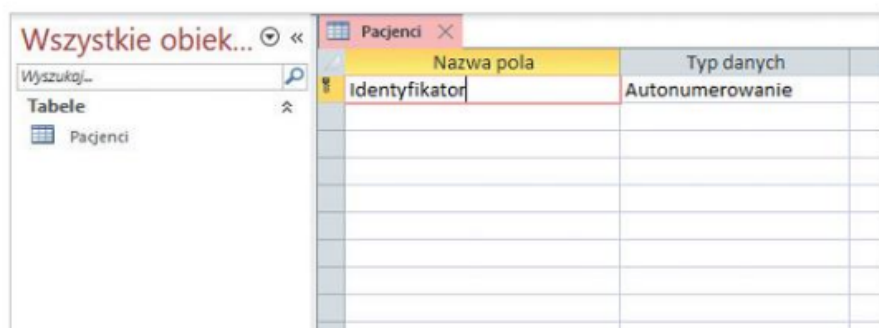 Wszystkie obiek...
Wyszukaj...
Tabele
Pacjenci
Pacjenci
Nazwa pola Typ danych
Identyfikator Autonumerowanie